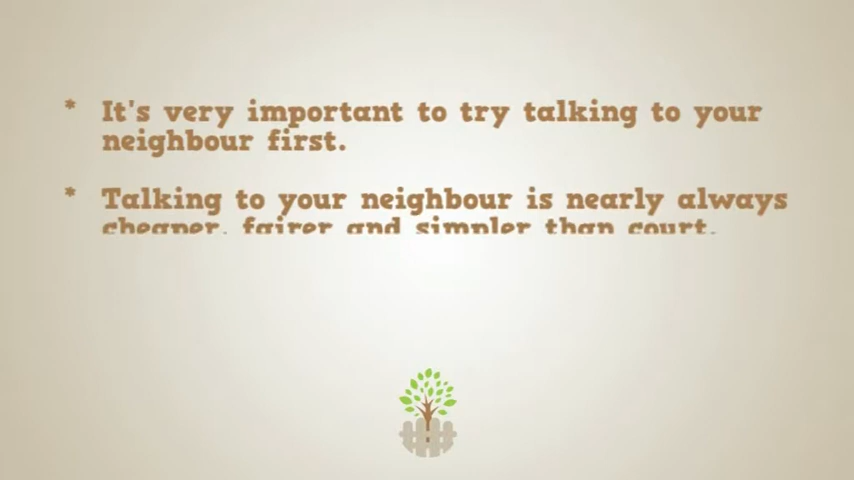 * It's very important to try talking to your
neighbour first.
* Talking to your neighbour is nearly always
cheaper, fairer and simpler than court.